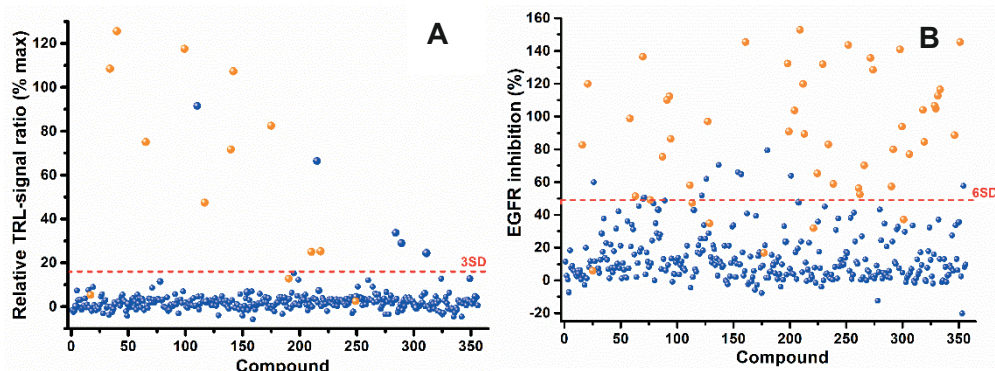 A
Relative TRL-signal ratio (% max)
120
100
80
60
40
20
0
3SD
0 50 100 150 200 250 300 350
Compound
B
EGFR inhibition (%)
160
140
120
100
80
60
40
20
0
-20
6SD
0 50 100 150 200 250 300 350
Compound